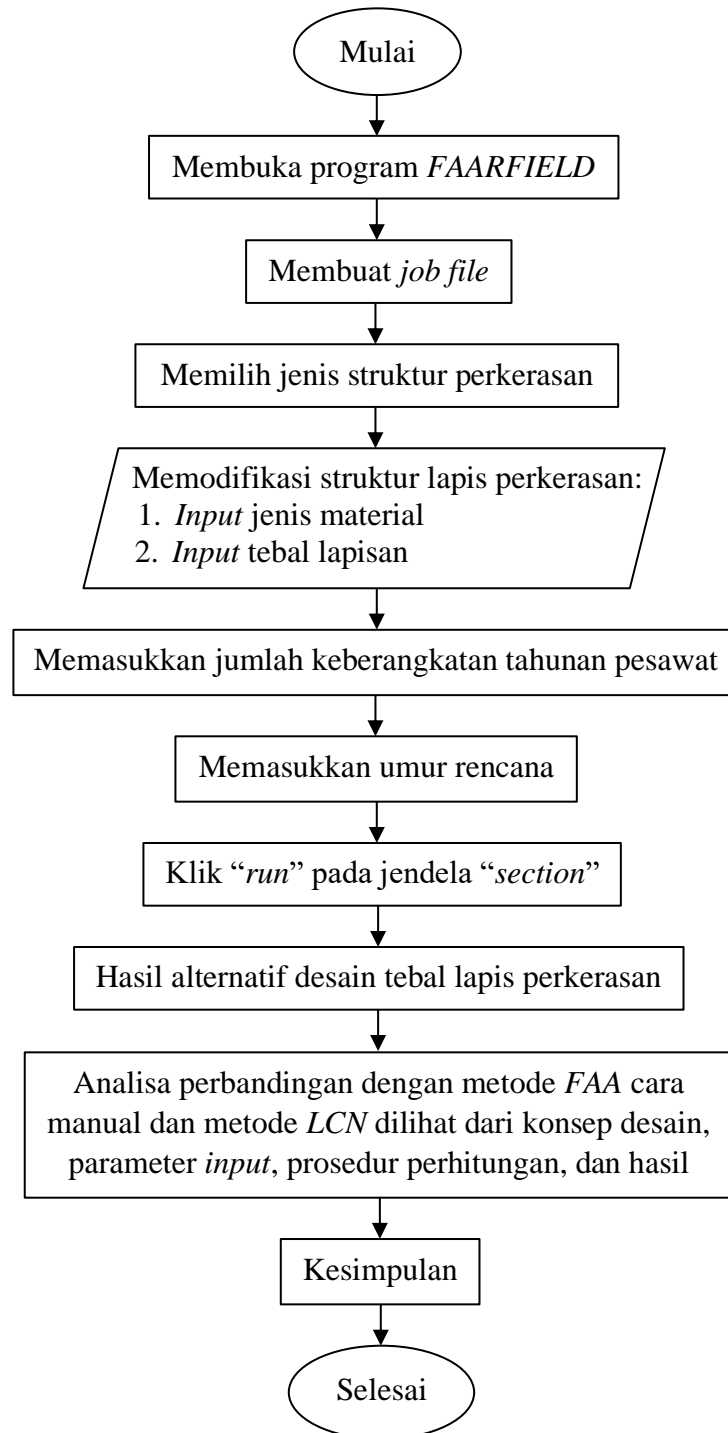 Mulai
Membuka program FAARFIELD
Membuat job file
Memilih jenis struktur perkerasan
Memodifikasi struktur lapis perkerasan:
1. Input jenis material
2. Input tebal lapisan
Memasukkan jumlah keberangkatan tahunan pesawat
Memasukkan umur rencana
Klik “run” pada jendela “section”
Hasil alternatif desain tebal lapis perkerasan
Analisa perbandingan dengan metode FAA cara
manual dan metode LCN dilihat dari konsep desain,
parameter input, prosedur perhitungan, dan hasil
Kesimpulan
Selesai